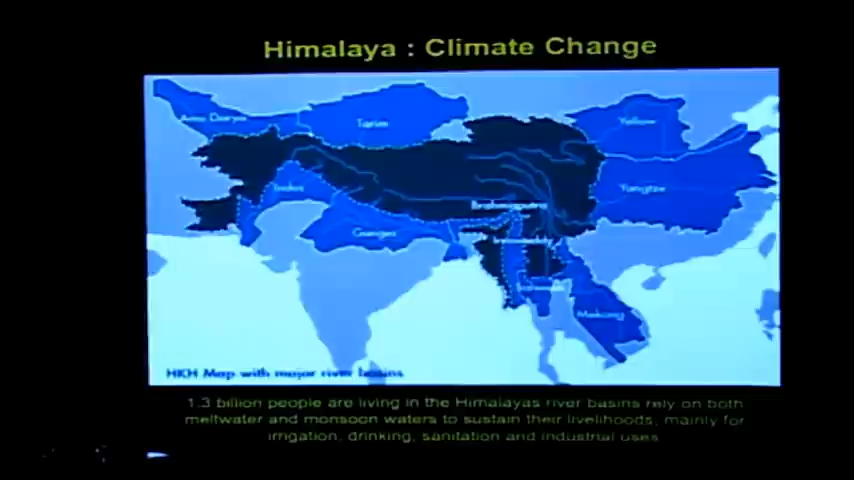 Himalaya : Climate Change
Amu Darya
Tarim
Yellow
Indus
Yangtze
Brahmaputra
Ganges
Irrawaddy
Salween
Mekong
HKH Map with major river basins
1.3 billion people are living in the Himalayas river basins rely on both
meltwater and monsoon waters to sustain their livelihoods, mainly for
irrigation, drinking, sanitation and industrial uses